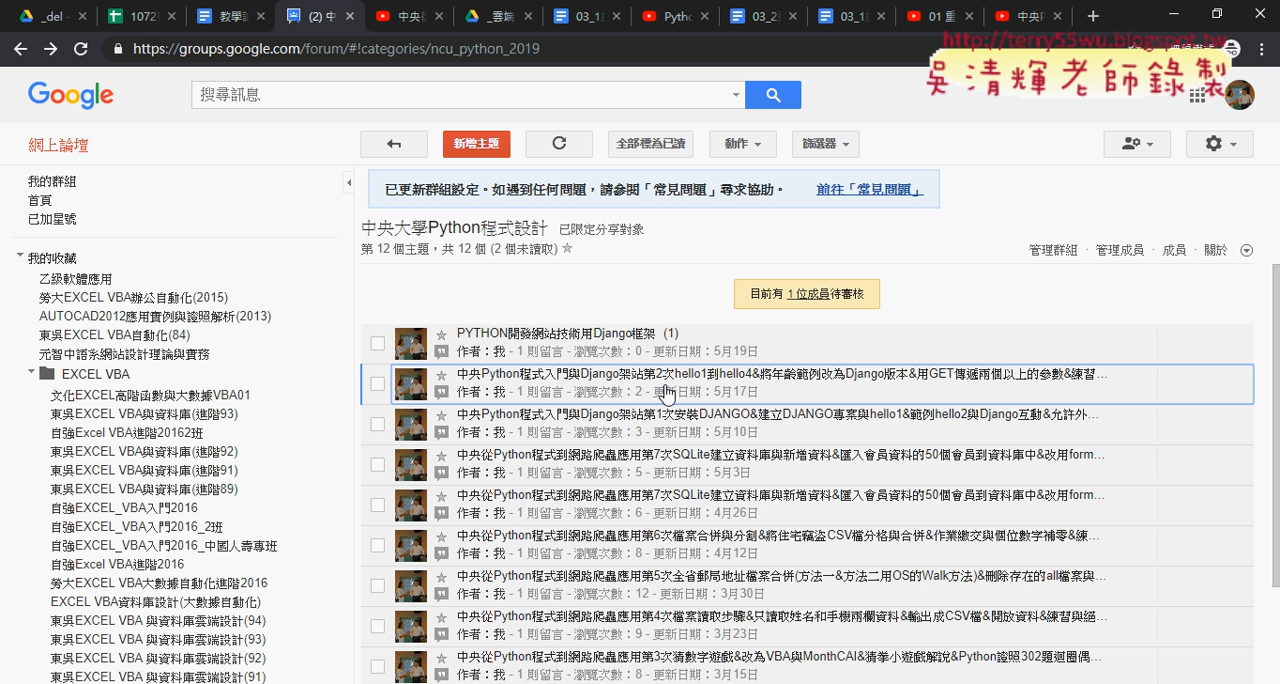 _del -
1072
教學
(2) 中
中央
_雲端
03_1
Pytho
03_2
03_1
01 重
中央P
https://groups.google.com/forum/#!categories/ncu_python_2019
http://terry55wu.blogspot.tw
吳清輝老師錄製
Google
搜尋訊息
網上論壇
新增主題
全部標為已讀
動作
篩選器
我的群組
首頁
已加星號
已更新群組設定。如遇到任何問題，請參閱「常見問題」尋求協助。 前往「常見問題」
中央大學Python程式設計 已限定分享對象
第 12 個主題，共 12 個 (2 個未讀取)
管理群組 · 管理成員 · 成員 · 關於
目前有 1 位成員待審核
我的收藏
乙級軟體應用
勞大EXCEL VBA辦公自動化(2015)
AUTOCAD2012應用實例與證照解析(2013)
東吳EXCEL VBA自動化(84)
元智中語系網站設計理論與實務
EXCEL VBA
文化EXCEL高階函數與大數據VBA01
東吳EXCEL VBA與資料庫(進階93)
自強Excel VBA進階20162班
東吳EXCEL VBA與資料庫(進階92)
東吳EXCEL VBA與資料庫(進階91)
東吳EXCEL VBA與資料庫(進階89)
自強EXCEL_VBA入門2016
自強EXCEL_VBA入門2016_2班
自強EXCEL_VBA入門2016_中國人壽專班
自強Excel VBA進階2016
勞大EXCEL VBA大數據自動化進階2016
EXCEL VBA資料庫設計(大數據自動化)
東吳EXCEL VBA 與資料庫雲端設計(94)
東吳EXCEL VBA 與資料庫雲端設計(93)
東吳EXCEL VBA 與資料庫雲端設計(92)
東吳EXCEL VBA 與資料庫雲端設計(91)
PYTHON開發網站技術用Django框架 (1)
作者：我 - 1 則留言 - 瀏覽次數：0 - 更新日期：5月19日
中央Python程式入門與Django架站第2次hello1到hello4&將年齡範例改為Django版本&用GET傳遞兩個以上的參數&練習...
作者：我 - 1 則留言 - 瀏覽次數：2 - 更新日期：5月17日
中央Python程式入門與Django架站第1次安裝DJANGO&建立DJANGO專案與hello1&範例hello2與Django互動&允許外...
作者：我 - 1 則留言 - 瀏覽次數：3 - 更新日期：5月10日
中央從Python程式到網路爬蟲應用第7次SQLite建立資料庫與新增資料&匯入會員資料的50個會員到資料庫中&改用form...
作者：我 - 1 則留言 - 瀏覽次數：5 - 更新日期：5月3日
中央從Python程式到網路爬蟲應用第7次SQLite建立資料庫與新增資料&匯入會員資料的50個會員到資料庫中&改用form...
作者：我 - 1 則留言 - 瀏覽次數：6 - 更新日期：4月26日
中央從Python程式到網路爬蟲應用第6次檔案合併與分割&將住宅竊盜CSV檔分格與合併&作業繳交與個位數字補零&練...
作者：我 - 1 則留言 - 瀏覽次數：8 - 更新日期：4月12日
中央從Python程式到網路爬蟲應用第5次全省郵局地址檔案合併(方法一&方法二用OS的Walk方法)&刪除存在的all檔案與...
作者：我 - 1 則留言 - 瀏覽次數：12 - 更新日期：3月30日
中央從Python程式到網路爬蟲應用第4次檔案讀取步驟&只讀取姓名和手機兩欄資料&輸出成CSV檔&開放資料&練習與絕...
作者：我 - 1 則留言 - 瀏覽次數：9 - 更新日期：3月23日
中央從Python程式到網路爬蟲應用第3次猜數字遊戲&改為VBA與MonthCAI&猜拳小遊戲解說&Python證照302題迴圈偶...
作者：我 - 1 則留言 - 瀏覽次數：8 - 更新日期：3月15日